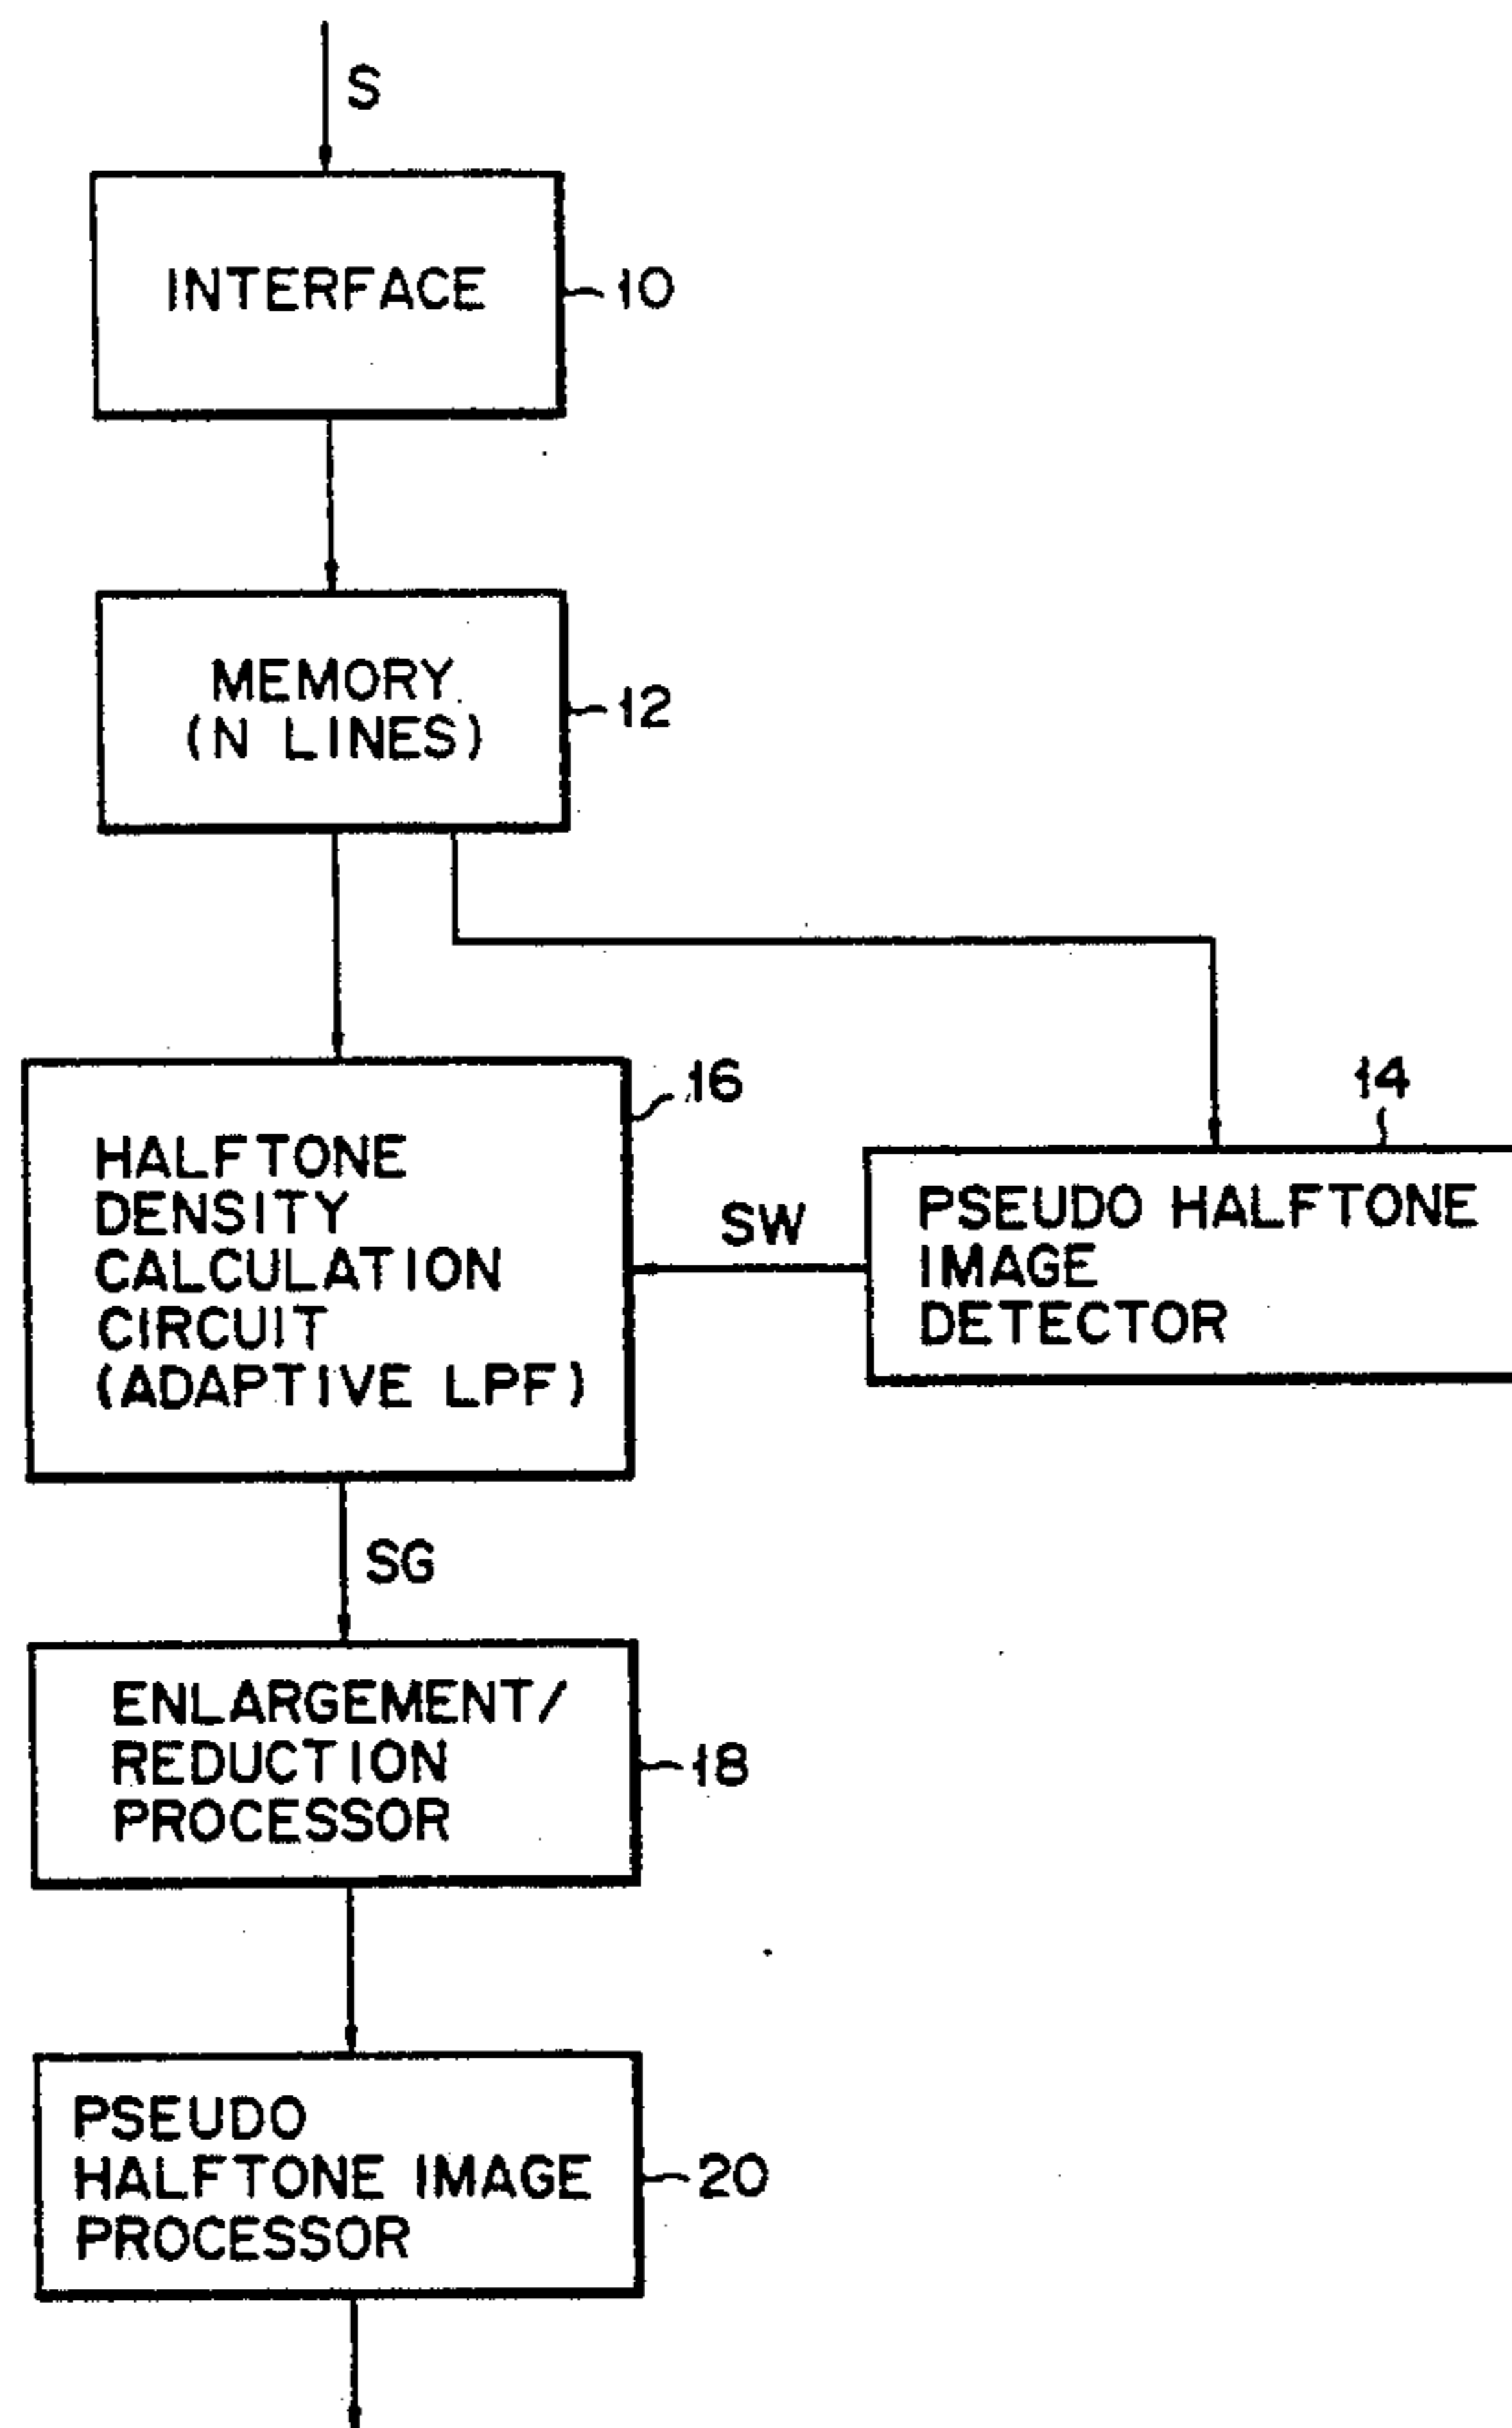 S
INTERFACE
10
MEMORY
(N LINES)
12
HALFTONE
DENSITY
CALCULATION
CIRCUIT
(ADAPTIVE LPF)
16
SW
14
PSEUDO HALFTONE
IMAGE
DETECTOR
SG
ENLARGEMENT/
REDUCTION
PROCESSOR
18
PSEUDO
HALFTONE IMAGE
PROCESSOR
20